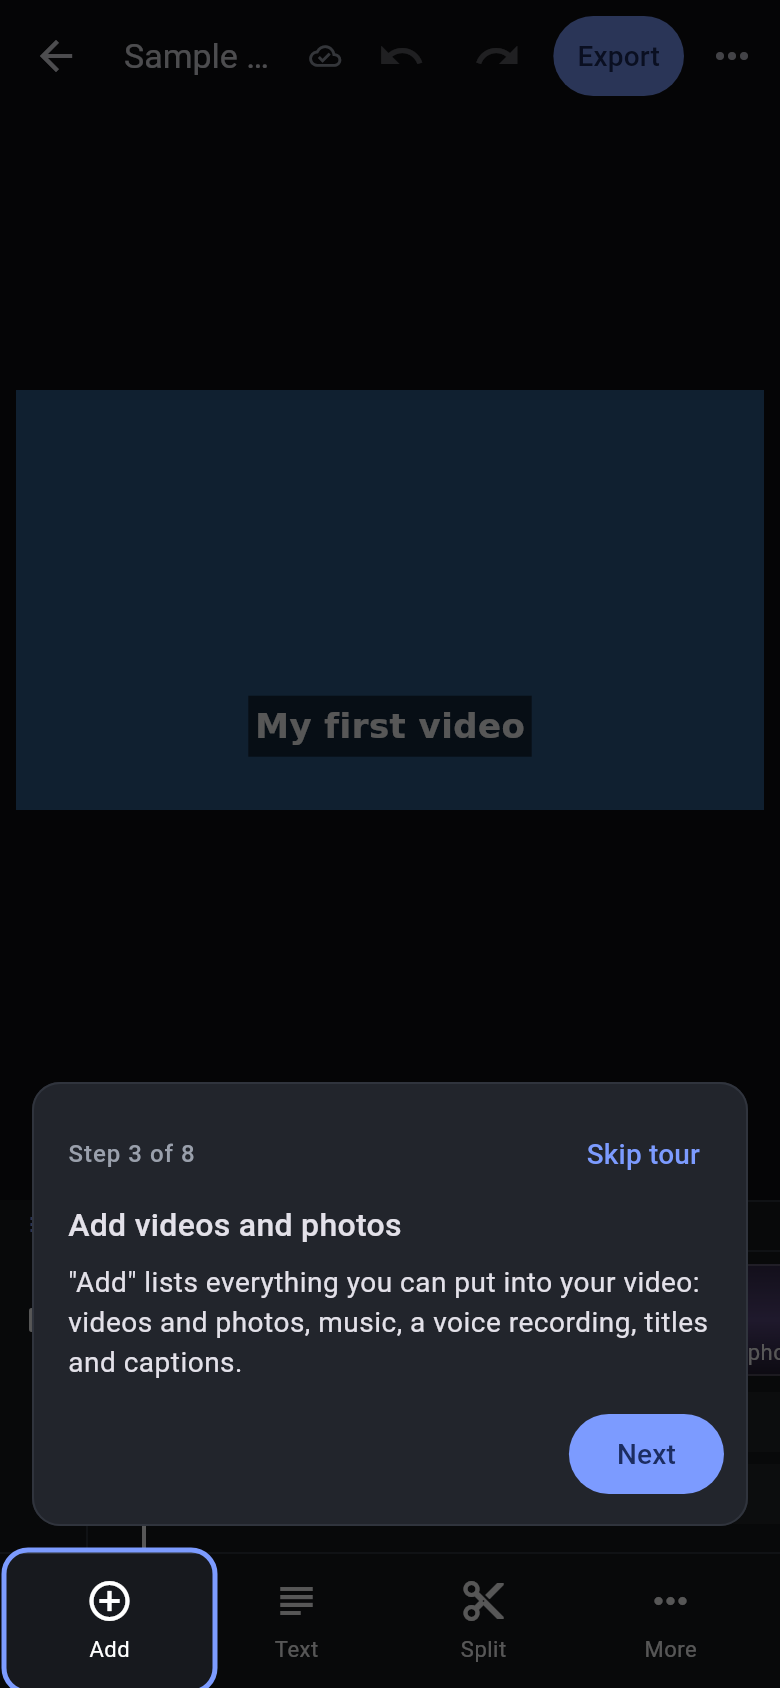 Sample ...
Export
My first video
Step 3 of 8
Skip tour
Add videos and photos
"Add" lists everything you can put into your video:
videos and photos, music, a voice recording, titles
and captions.
pho
Next
Add
Text
Split
More